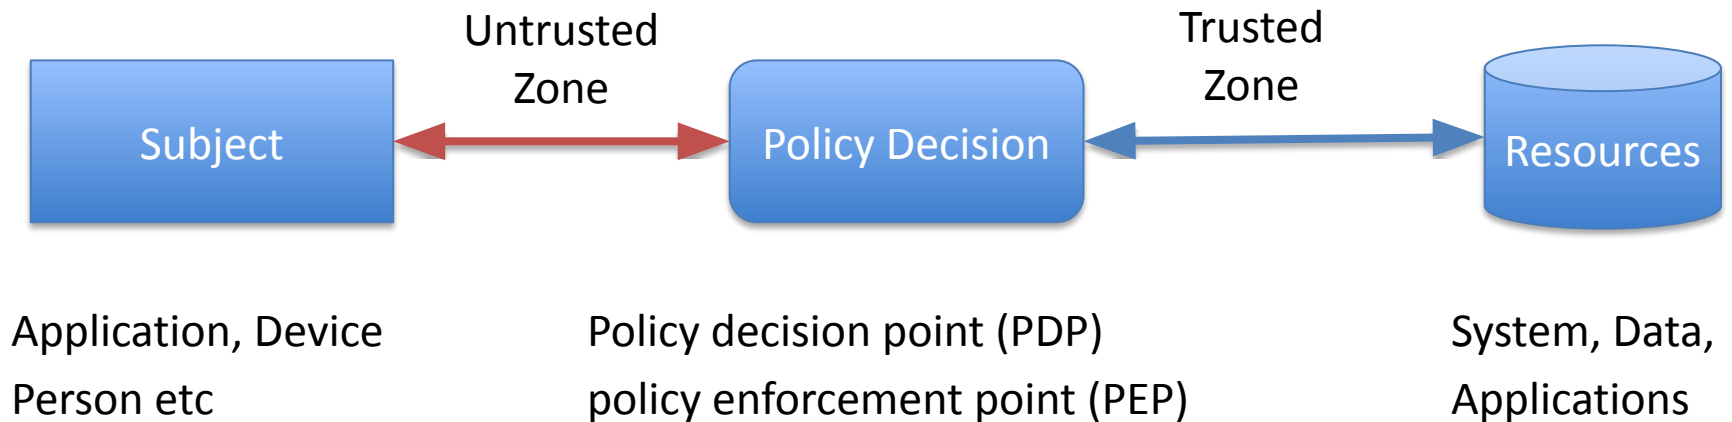 Untrusted
Zone
Trusted
Zone
Subject
Policy Decision
Resources
Application, Device
Person etc
Policy decision point (PDP)
policy enforcement point (PEP)
System, Data,
Applications